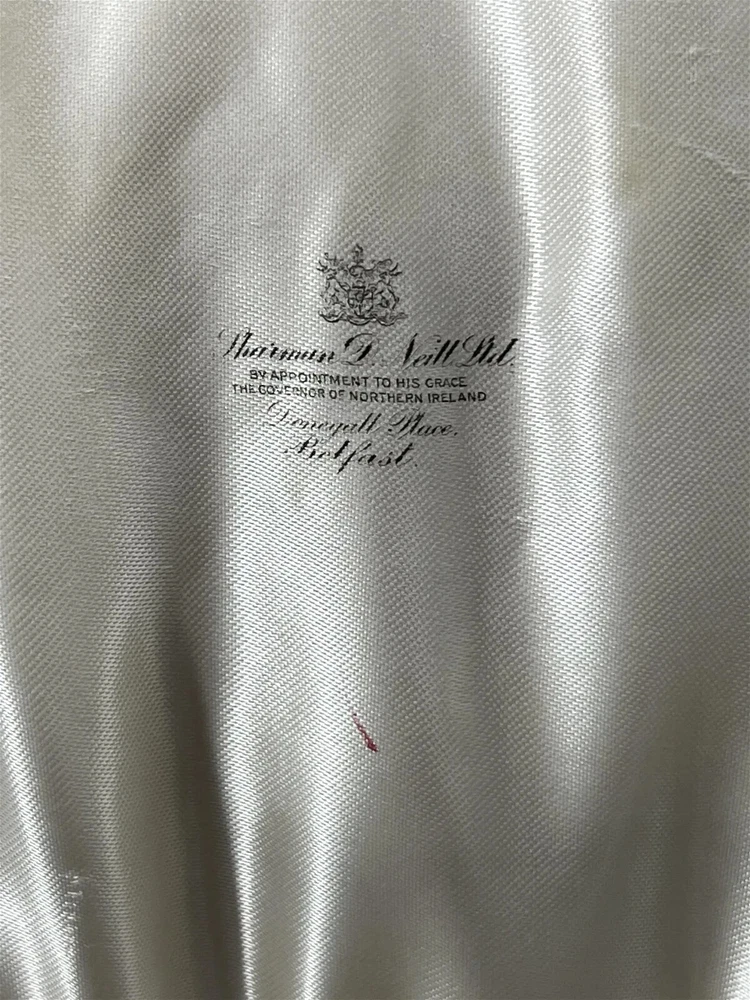 Sharman D. Neill Ltd.
BY APPOINTMENT TO HIS GRACE
THE GOVERNOR OF NORTHERN IRELAND
Donegall Place,
Belfast.